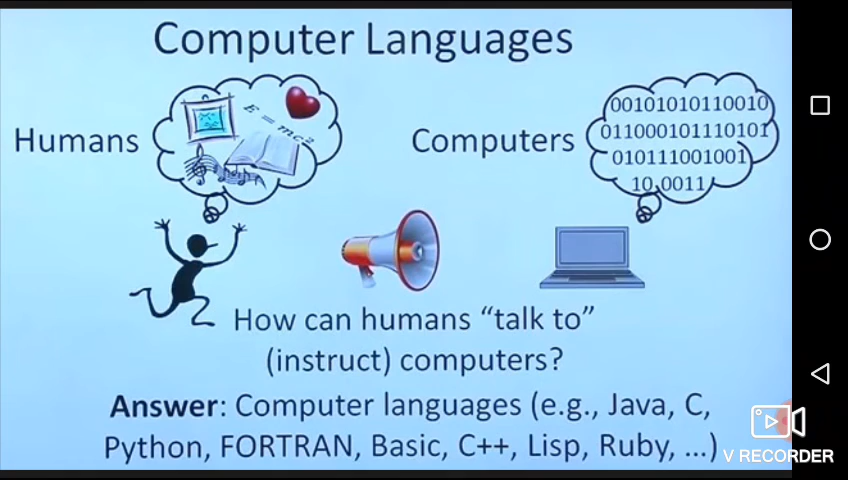 Computer Languages
Humans
E = mc²
Computers
00101010110010
011000101110101
010111001001
10 0011
How can humans “talk to”
(instruct) computers?
Answer: Computer languages (e.g., Java, C,
Python, FORTRAN, Basic, C++, Lisp, Ruby, ...)
V RECORDER